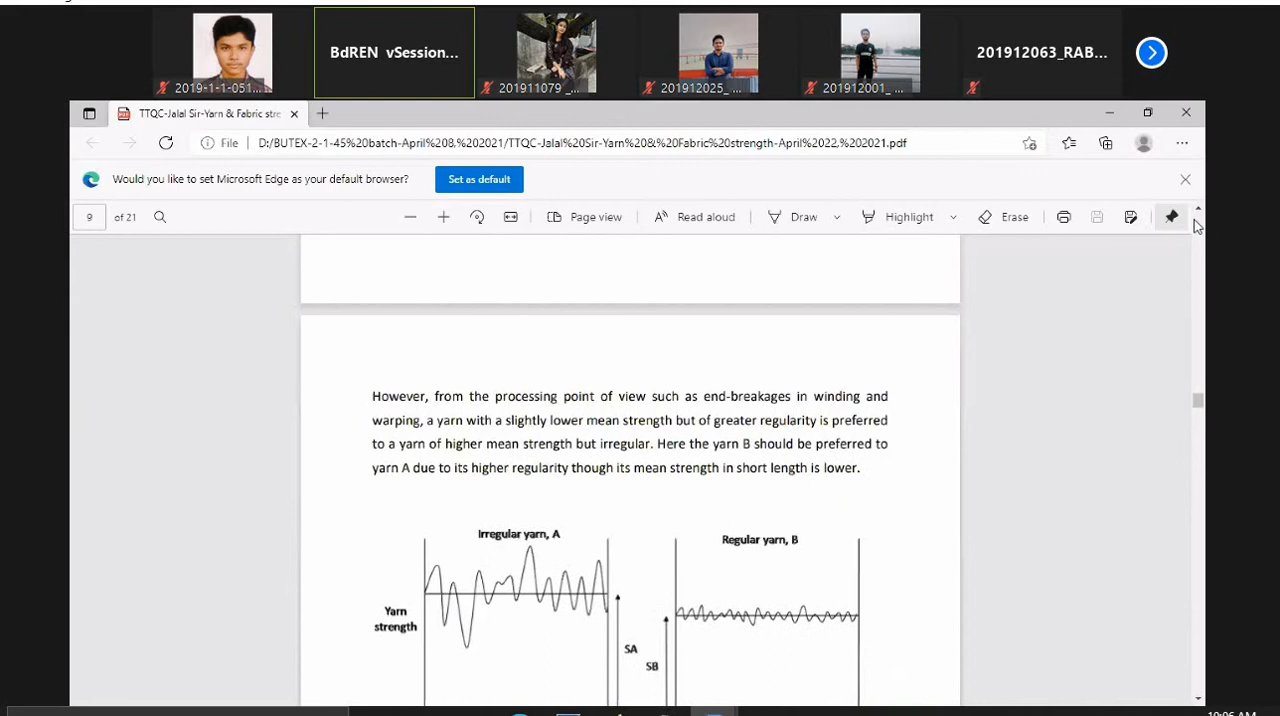 2019-1-1-051...
BdREN vSession...
201911079 _...
201912025_ ...
201912001_ ...
201912063_RAB...
TTQC-Jalal Sir-Yarn & Fabric stre
File
D:/BUTEX-2-1-45%20batch-April%208,%202021/TTQC-Jalal%20Sir-Yarn%20&%20Fabric%20strength-April%2022,%202021.pdf
Would you like to set Microsoft Edge as your default browser?
Set as default
9 of 21
Page view
Read aloud
Draw
Highlight
Erase
However, from the processing point of view such as end-breakages in winding and
warping, a yarn with a slightly lower mean strength but of greater regularity is preferred
to a yarn of higher mean strength but irregular. Here the yarn B should be preferred to
yarn A due to its higher regularity though its mean strength in short length is lower.
Irregular yarn, A
Regular yarn, B
Yarn
strength
SA
SB
10:06 AM